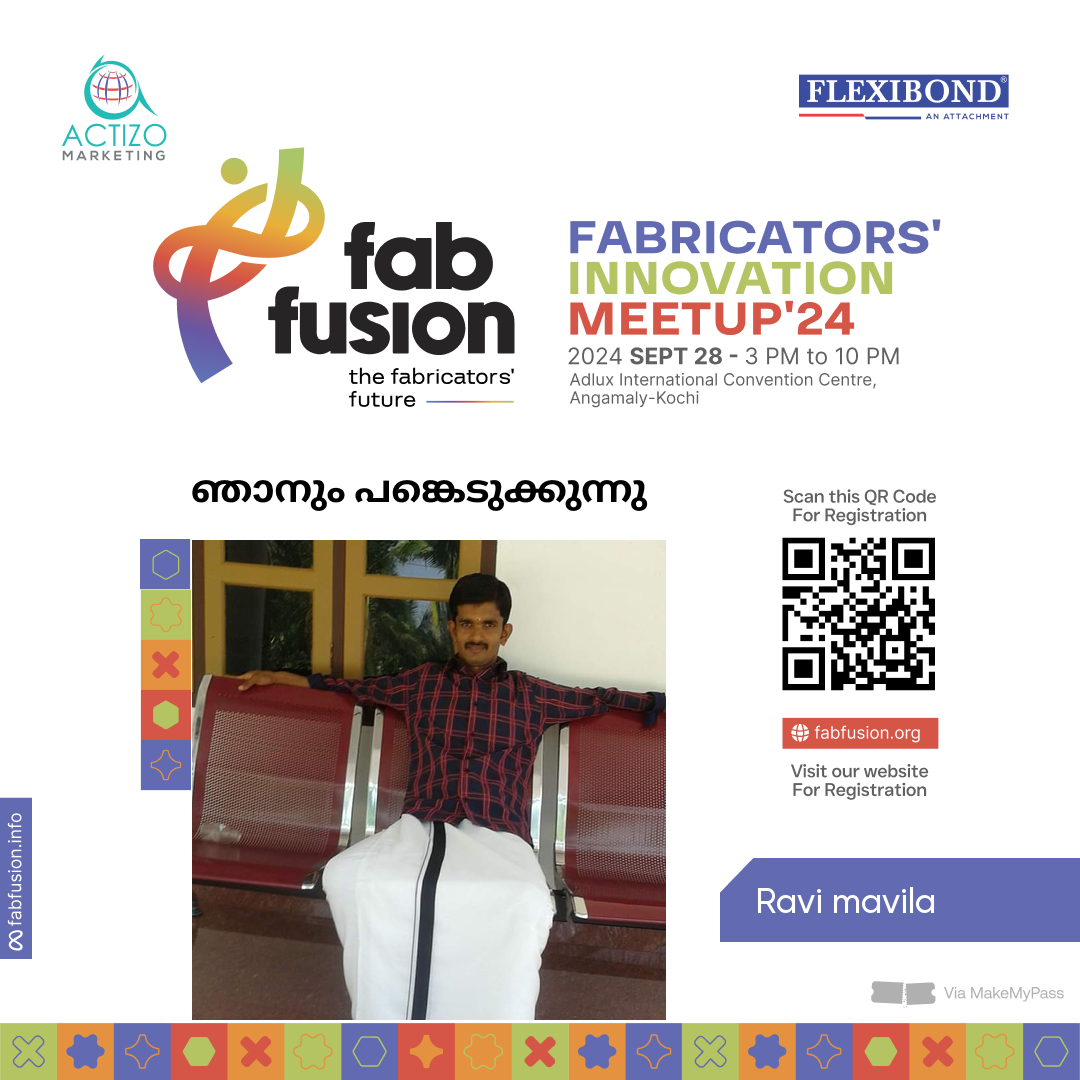 ACTIZO
MARKETING
FLEXIBOND®
AN ATTACHMENT
fab
fusion
the fabricators'
future
FABRICATORS'
INNOVATION
MEETUP'24
2024 SEPT 28 - 3 PM to 10 PM
Adlux International Convention Centre,
Angamaly-Kochi
ഞാനും പങ്കെടുക്കുന്നു
Scan this QR Code
For Registration
fabfusion.org
Visit our website
For Registration
fabfusion.info
Ravi mavila
Via MakeMyPass